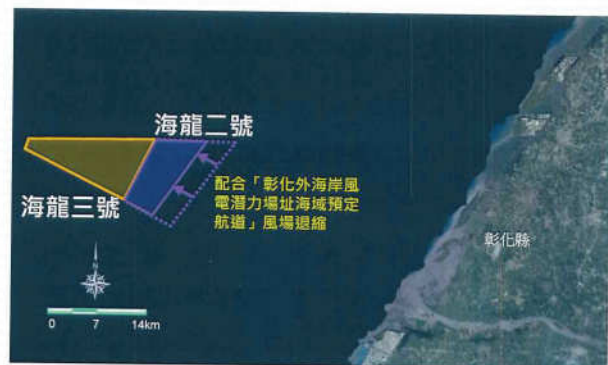 海龍二號
海龍三號
配合「彰化外海岸風
電潛力場址海域預定
航道」風場退縮
彰化縣
N
0 7 14km